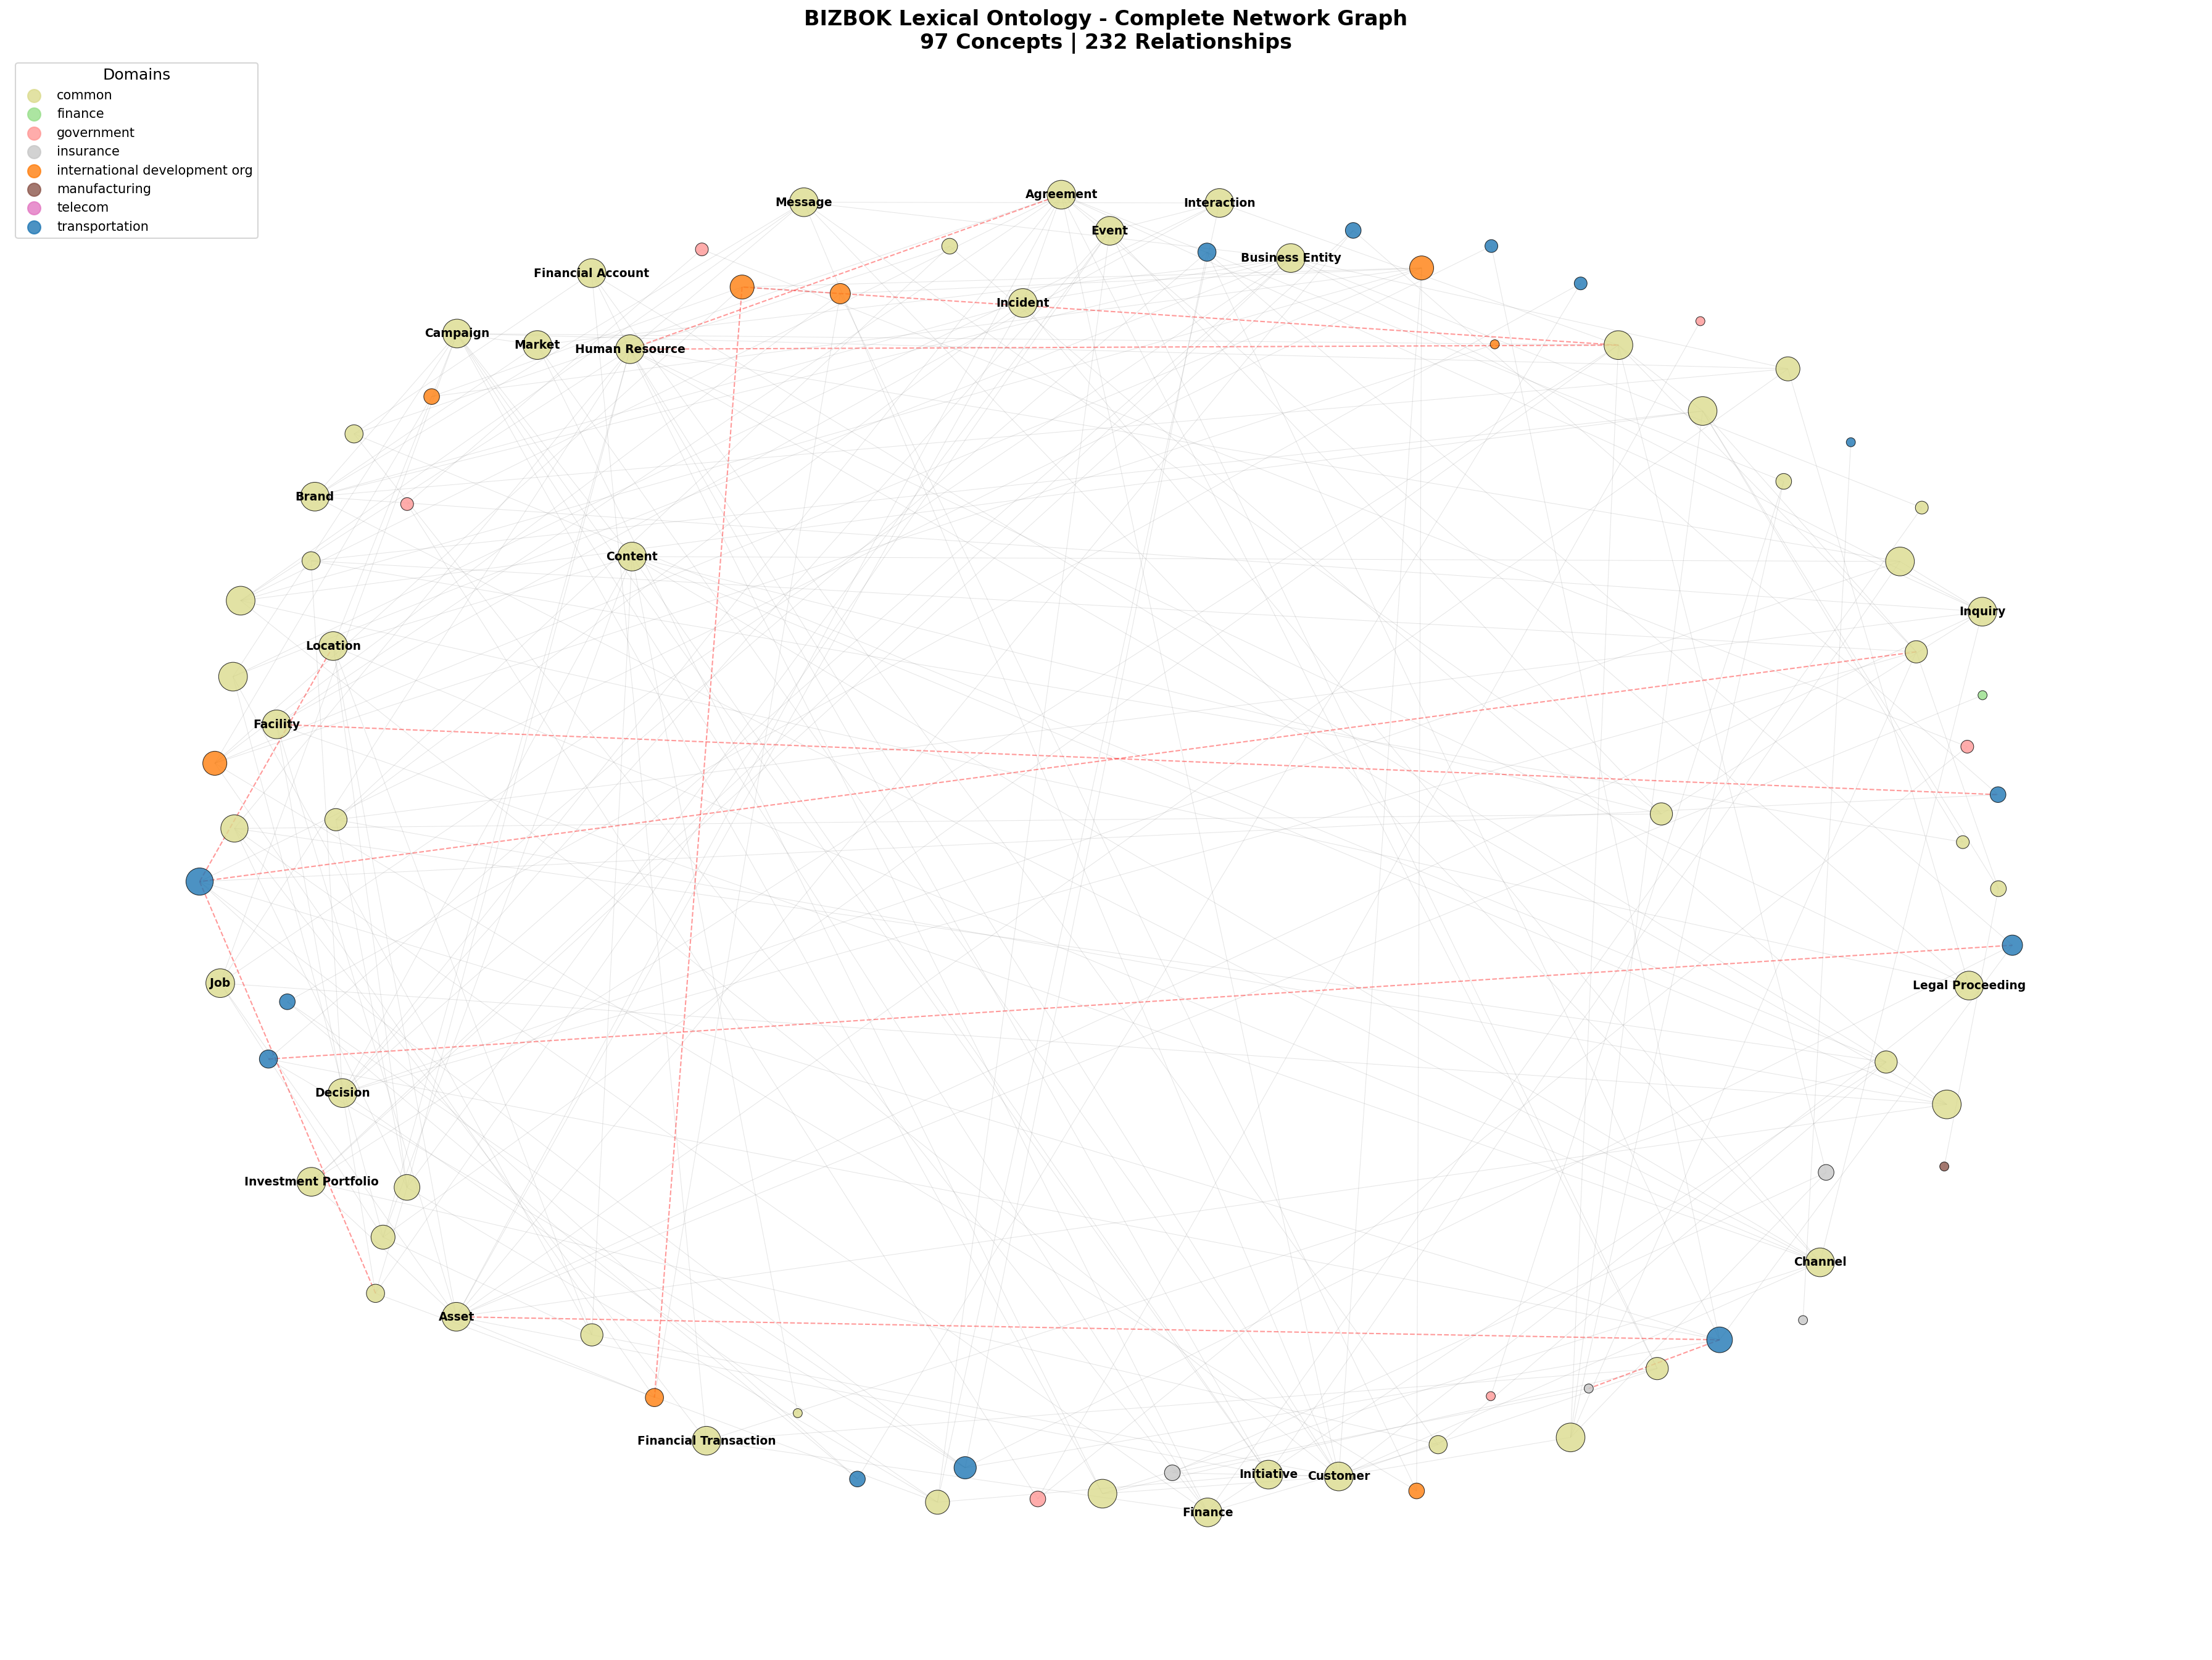 BIZBOK Lexical Ontology - Complete Network Graph
97 Concepts | 232 Relationships
Domains
common
finance
government
insurance
international development org
manufacturing
telecom
transportation
Message
Agreement
Interaction
Event
Business Entity
Financial Account
Incident
Campaign
Market
Human Resource
Brand
Content
Inquiry
Location
Facility
Job
Legal Proceeding
Decision
Investment Portfolio
Channel
Asset
Financial Transaction
Initiative
Customer
Finance